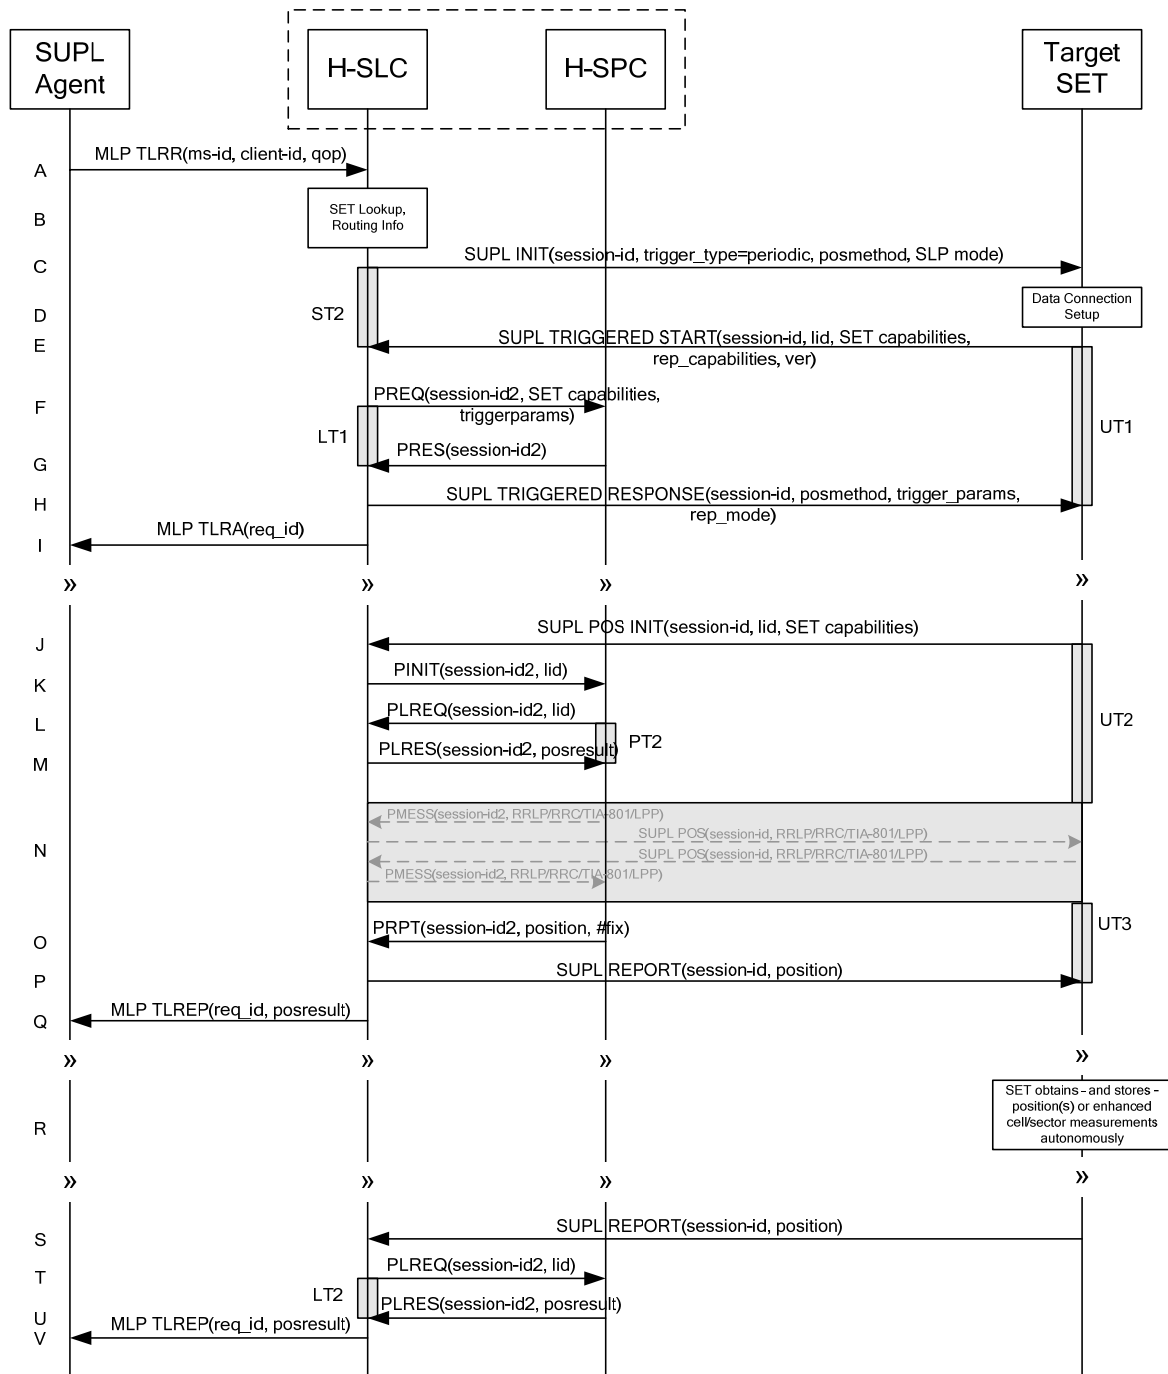 SUPL
Agent
H-SLC
H-SPC
Target
SET
A
MLP TLRR(ms-id, client-id, qop)
B
SET Lookup,
Routing Info
C
SUPL INIT(session-id, trigger_type=periodic, posmethod, SLP mode)
D
ST2
Data Connection
Setup
E
SUPL TRIGGERED START(session-id, lid, SET capabilities,
rep_capabilities, ver)
F
PREQ(session-id2, SET capabilities,
triggerparams)
LT1
UT1
G
PRES(session-id2)
H
SUPL TRIGGERED RESPONSE(session-id, posmethod, trigger_params,
rep_mode)
I
MLP TLRA(req_id)
» » » »
J
SUPL POS INIT(session-id, lid, SET capabilities)
K
PINIT(session-id2, lid)
L
PLREQ(session-id2, lid)
UT2
PT2
M
PLRES(session-id2, posresult)
N
PMESS(session-id2, RRLP/RRC/TIA-801/LPP)
SUPL POS(session-id, RRLP/RRC/TIA-801/LPP)
SUPL POS(session-id, RRLP/RRC/TIA-801/LPP)
PMESS(session-id2, RRLP/RRC/TIA-801/LPP)
O
PRPT(session-id2, position, #fix)
UT3
P
SUPL REPORT(session-id, position)
Q
MLP TLREP(req_id, posresult)
» » » »
R
SET obtains - and stores -
position(s) or enhanced
cell/sector measurements
autonomously
» » » »
S
SUPL REPORT(session-id, position)
T
PLREQ(session-id2, lid)
LT2
U
PLRES(session-id2, posresult)
V
MLP TLREP(req_id, posresult)